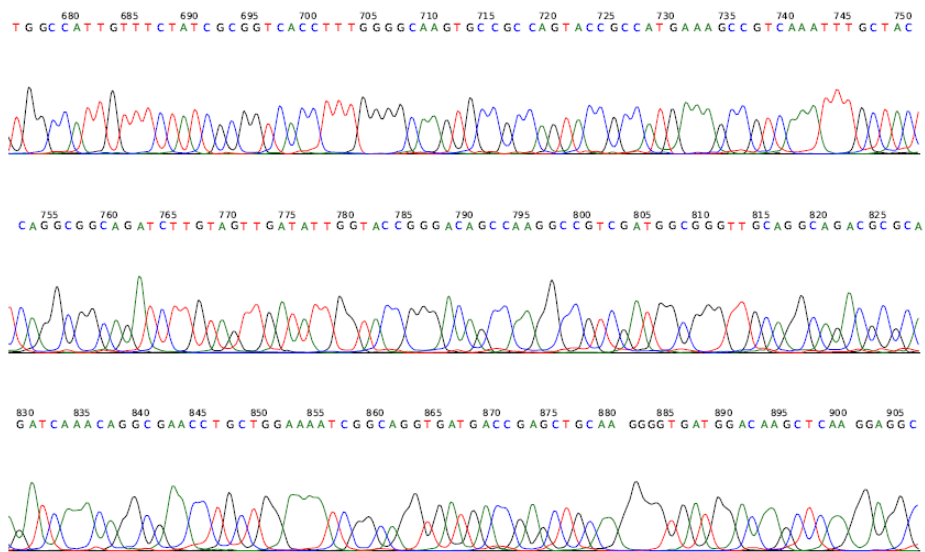 680 685 690 695 700 705 710 715 720 725 730 735 740 745 750
TGGCCATTGTTTCTATCGCGGTCACCTTTGGGGCAAGTGCCGCCAGTACCGCCATGAAAGCCGTCAAATTTGCTAC
755 760 765 770 775 780 785 790 795 800 805 810 815 820 825
CAGGCGGCAGATCTTGTAGTTGATATTGGTACCGGGACAGCCAAGGCCGTCGATGGCGGGTTGCAGGCAGACGCGCA
830 835 840 845 850 855 860 865 870 875 880 885 890 895 900 905
GATCAAACAGGCGAACCTGCTGGAAAATCGGCAGGTGATGACCGAGCTGCAA GGGGTGATGGACAAGCTCAA GGAGGC